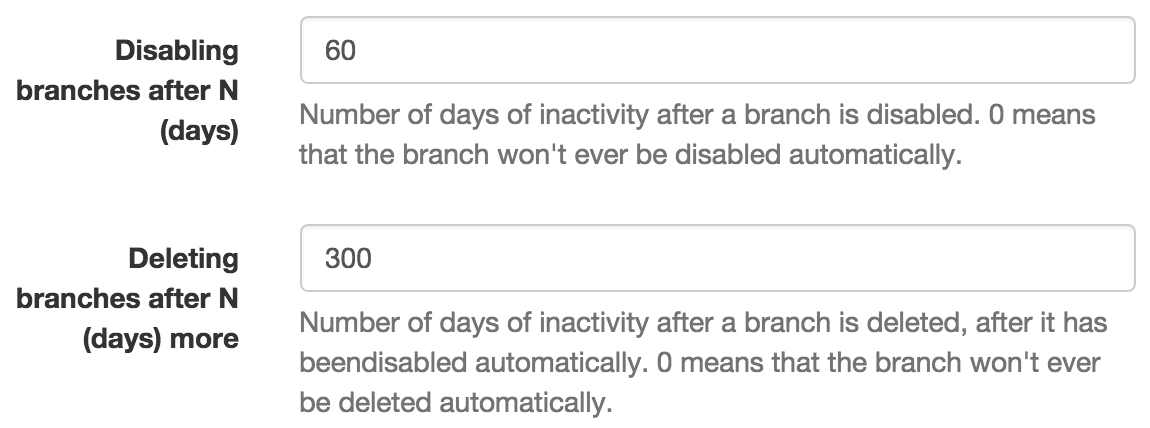 Disabling
branches after N
(days)
60
Number of days of inactivity after a branch is disabled. 0 means
that the branch won't ever be disabled automatically.
Deleting
branches after N
(days) more
300
Number of days of inactivity after a branch is deleted, after it has
beendisabled automatically. 0 means that the branch won't ever
be deleted automatically.